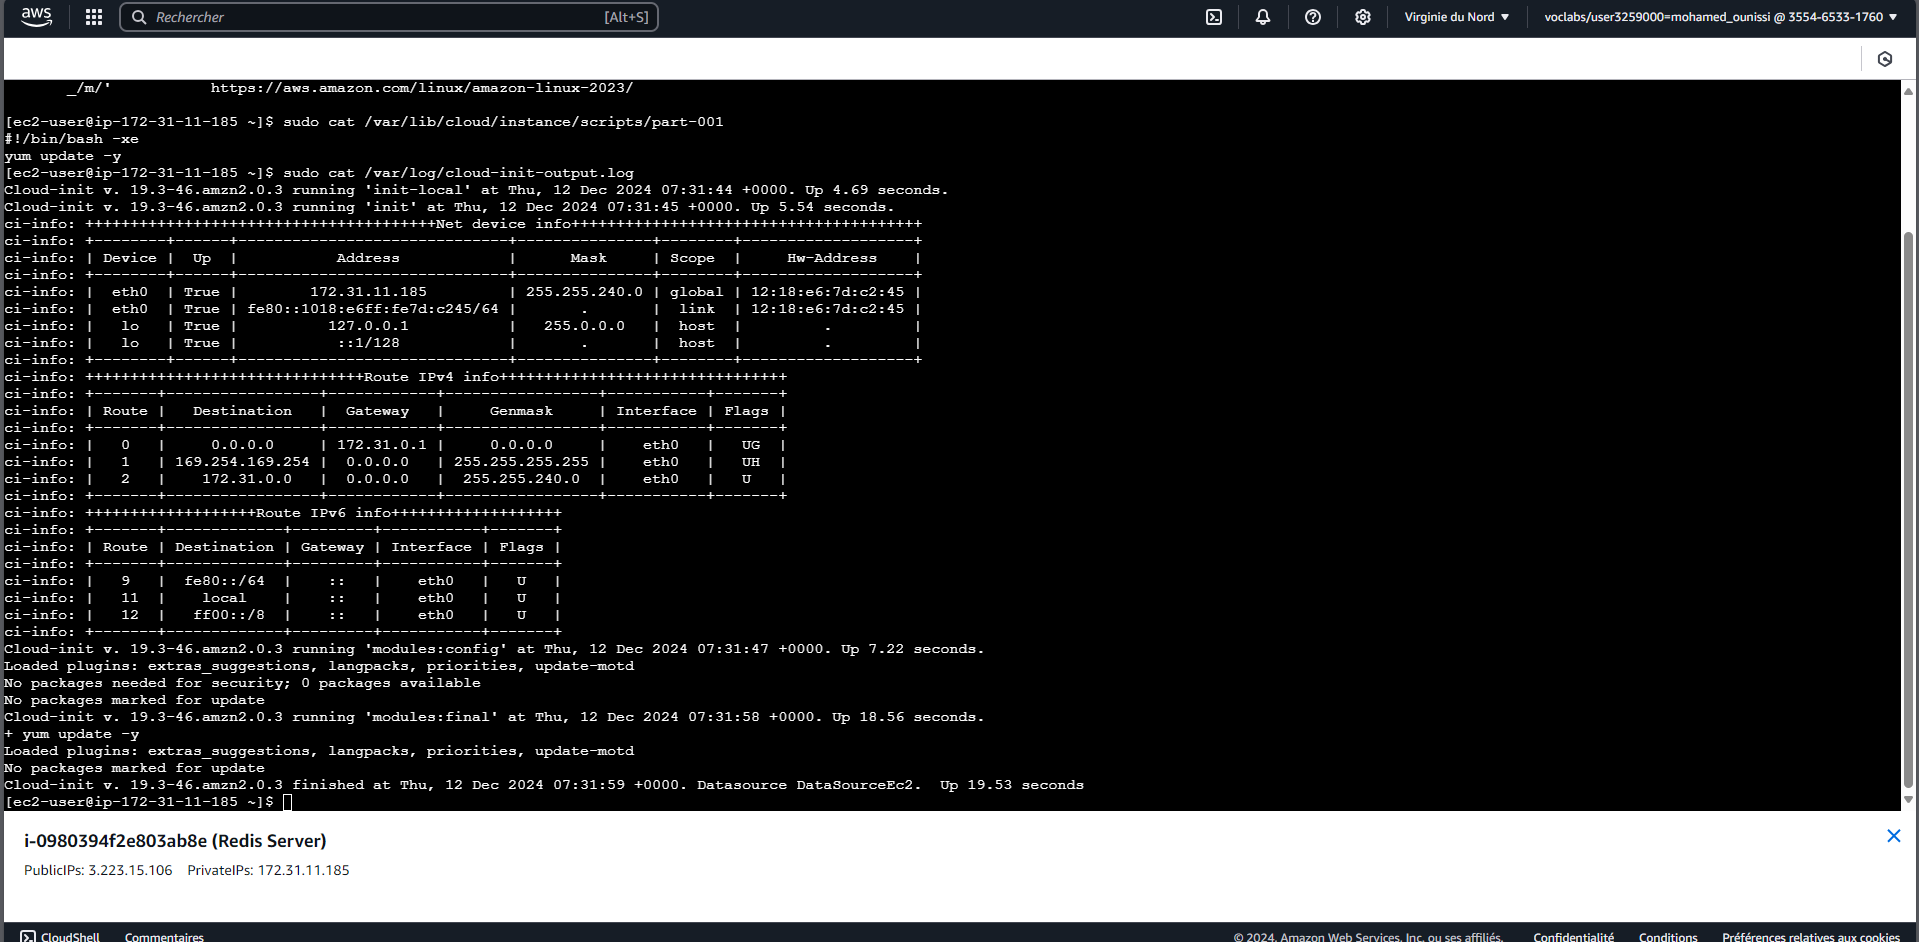 aws
Rechercher [Alt+S] Virginie du Nord voclabs/user3259000=mohamed_ounissi @ 3554-6533-1760
_/m/' https://aws.amazon.com/linux/amazon-linux-2023/
[ec2-user@ip-172-31-11-185 ~]$ sudo cat /var/lib/cloud/instance/scripts/part-001
#!/bin/bash -xe
yum update -y
[ec2-user@ip-172-31-11-185 ~]$ sudo cat /var/log/cloud-init-output.log
Cloud-init v. 19.3-46.amzn2.0.3 running 'init-local' at Thu, 12 Dec 2024 07:31:44 +0000. Up 4.69 seconds.
Cloud-init v. 19.3-46.amzn2.0.3 running 'init' at Thu, 12 Dec 2024 07:31:45 +0000. Up 5.54 seconds.
ci-info: +++++++++++++++++++++++++++++++++++++++Net device info+++++++++++++++++++++++++++++++++++++++
ci-info: +--------+------+------------------------------+---------------+--------+-------------------+
ci-info: | Device | Up | Address | Mask | Scope | Hw-Address |
ci-info: +--------+------+------------------------------+---------------+--------+-------------------+
ci-info: | eth0 | True | 172.31.11.185 | 255.255.240.0 | global | 12:18:e6:7d:c2:45 |
ci-info: | eth0 | True | fe80::1018:e6ff:fe7d:c245/64 | . | link | 12:18:e6:7d:c2:45 |
ci-info: | lo | True | 127.0.0.1 | 255.0.0.0 | host | . |
ci-info: | lo | True | ::1/128 | . | host | . |
ci-info: +--------+------+------------------------------+---------------+--------+-------------------+
ci-info: +++++++++++++++++++++++++++++++Route IPv4 info++++++++++++++++++++++++++++++++
ci-info: +-------+-----------------+------------+-----------------+-----------+-------+
ci-info: | Route | Destination | Gateway | Genmask | Interface | Flags |
ci-info: +-------+-----------------+------------+-----------------+-----------+-------+
ci-info: | 0 | 0.0.0.0 | 172.31.0.1 | 0.0.0.0 | eth0 | UG |
ci-info: | 1 | 169.254.169.254 | 0.0.0.0 | 255.255.255.255 | eth0 | UH |
ci-info: | 2 | 172.31.0.0 | 0.0.0.0 | 255.255.240.0 | eth0 | U |
ci-info: +-------+-----------------+------------+-----------------+-----------+-------+
ci-info: +++++++++++++++++++Route IPv6 info+++++++++++++++++++
ci-info: +-------+-------------+---------+-----------+-------+
ci-info: | Route | Destination | Gateway | Interface | Flags |
ci-info: +-------+-------------+---------+-----------+-------+
ci-info: | 9 | fe80::/64 | :: | eth0 | U |
ci-info: | 11 | local | :: | eth0 | U |
ci-info: | 12 | ff00::/8 | :: | eth0 | U |
ci-info: +-------+-------------+---------+-----------+-------+
Cloud-init v. 19.3-46.amzn2.0.3 running 'modules:config' at Thu, 12 Dec 2024 07:31:47 +0000. Up 7.22 seconds.
Loaded plugins: extras_suggestions, langpacks, priorities, update-motd
No packages needed for security; 0 packages available
No packages marked for update
Cloud-init v. 19.3-46.amzn2.0.3 running 'modules:final' at Thu, 12 Dec 2024 07:31:58 +0000. Up 18.56 seconds.
+ yum update -y
Loaded plugins: extras_suggestions, langpacks, priorities, update-motd
No packages marked for update
Cloud-init v. 19.3-46.amzn2.0.3 finished at Thu, 12 Dec 2024 07:31:59 +0000. Datasource DataSourceEc2. Up 19.53 seconds
[ec2-user@ip-172-31-11-185 ~]$
i-0980394f2e803ab8e (Redis Server)
PublicIPs: 3.223.15.106 PrivateIPs: 172.31.11.185
CloudShell Commentaires © 2024, Amazon Web Services, Inc. ou ses affiliés. Confidentialité Conditions Préférences relatives aux cookies